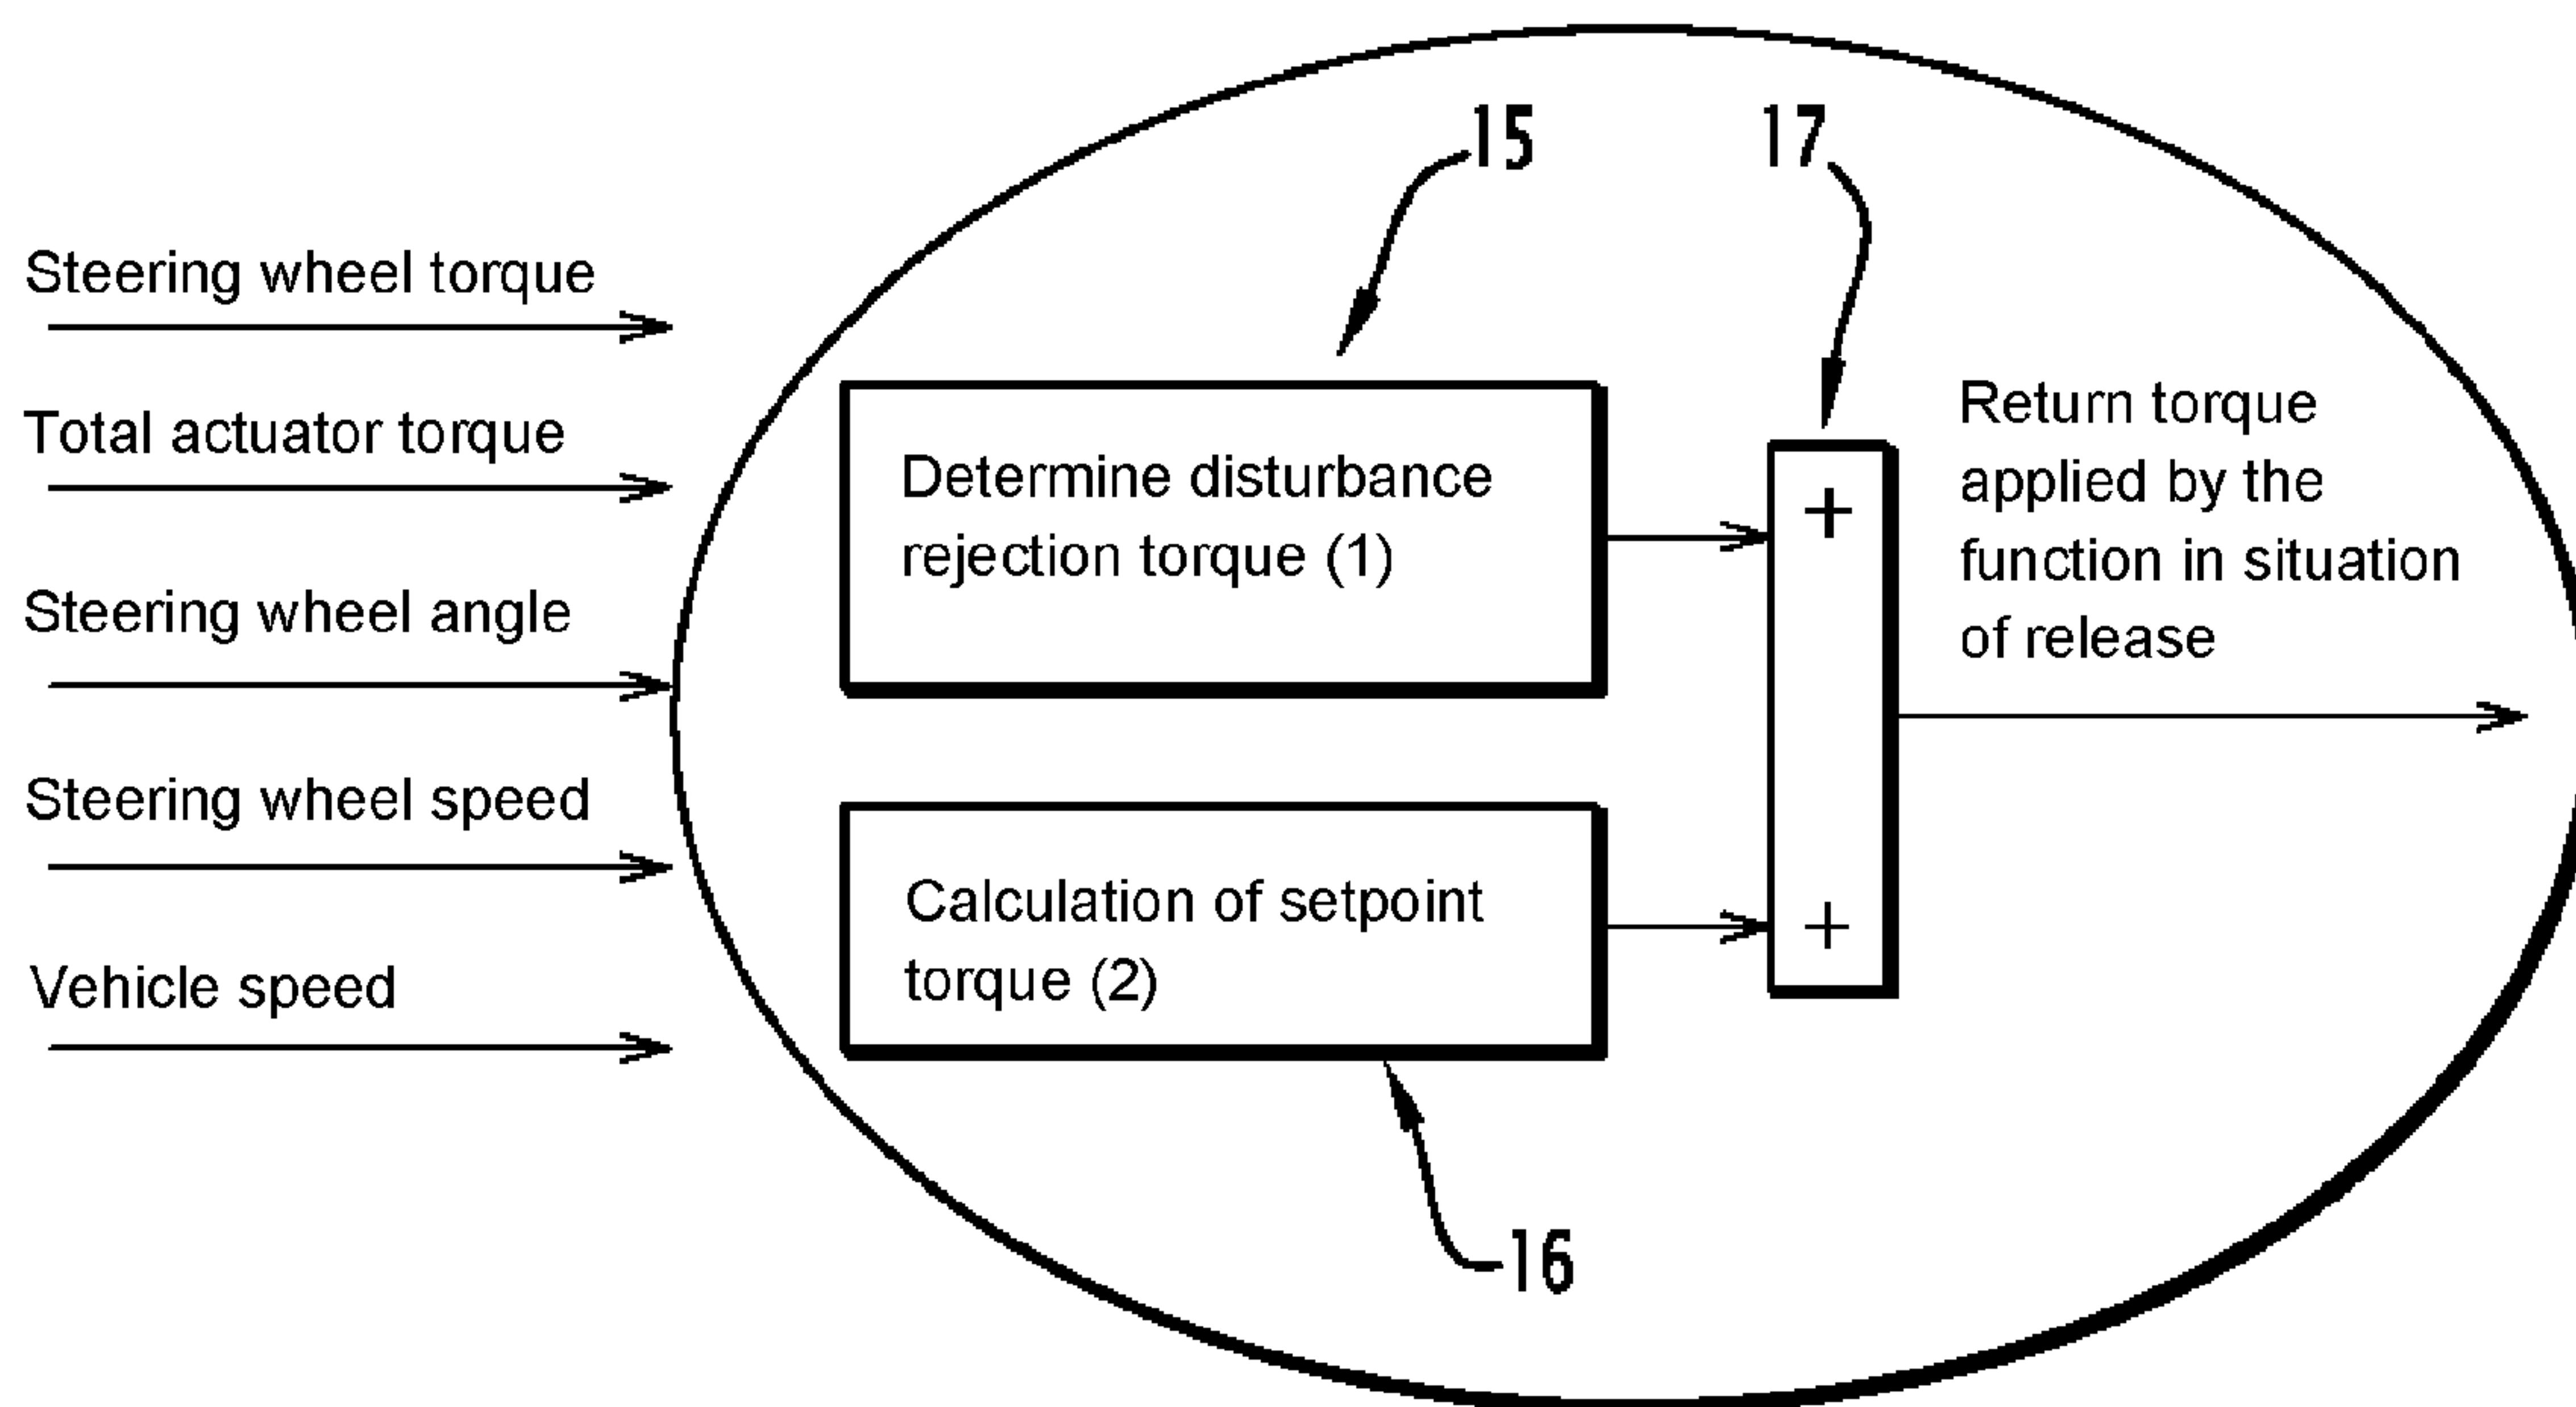 Steering wheel torque
Total actuator torque
Steering wheel angle
Steering wheel speed
Vehicle speed
15
17
Determine disturbance
rejection torque (1)
+
Calculation of setpoint
torque (2)
+
16
Return torque
applied by the
function in situation
of release